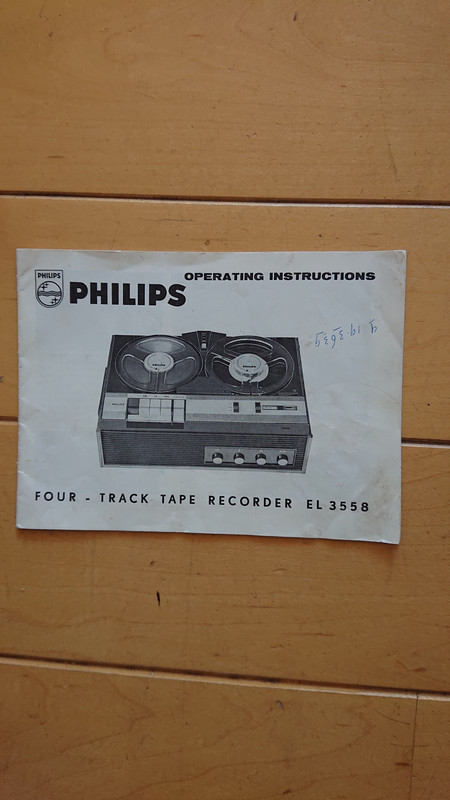 OPERATING INSTRUCTIONS
PHILIPS
PHILIPS
FOUR - TRACK TAPE RECORDER EL 3558